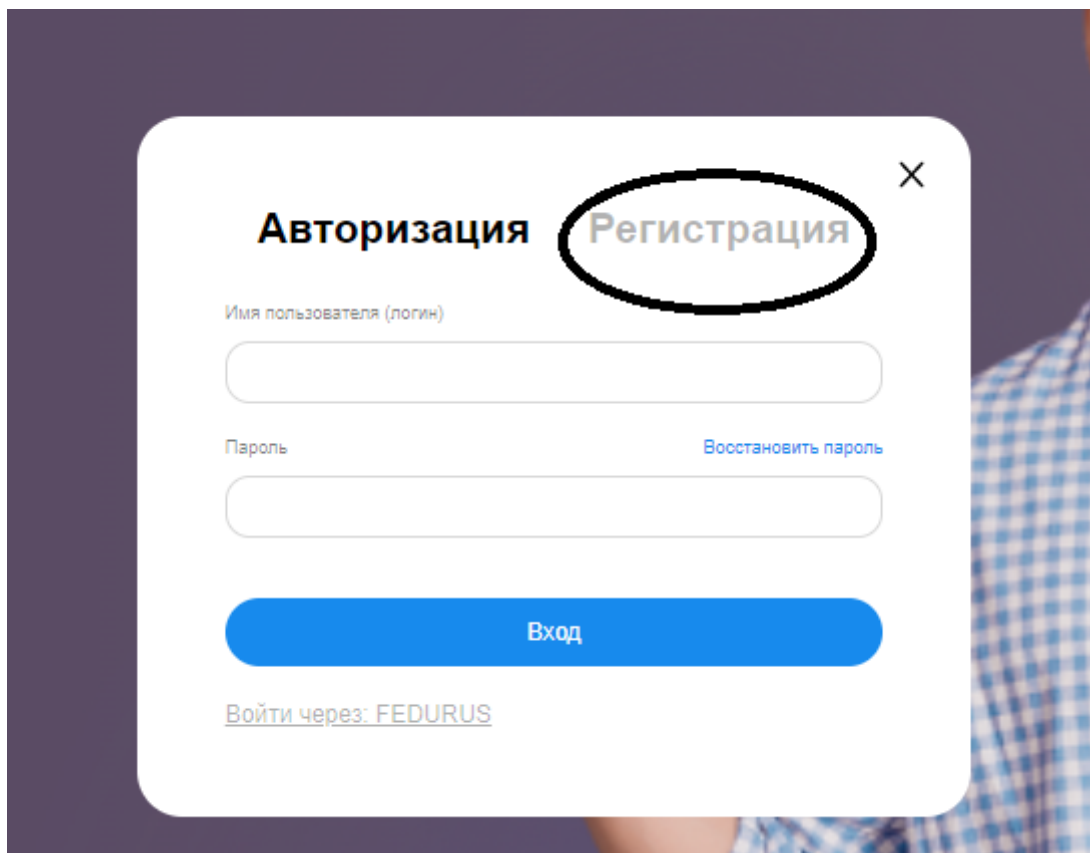 Авторизация Регистрация
Имя пользователя (логин)
Пароль Восстановить пароль
Вход
Войти через: FEDURUS